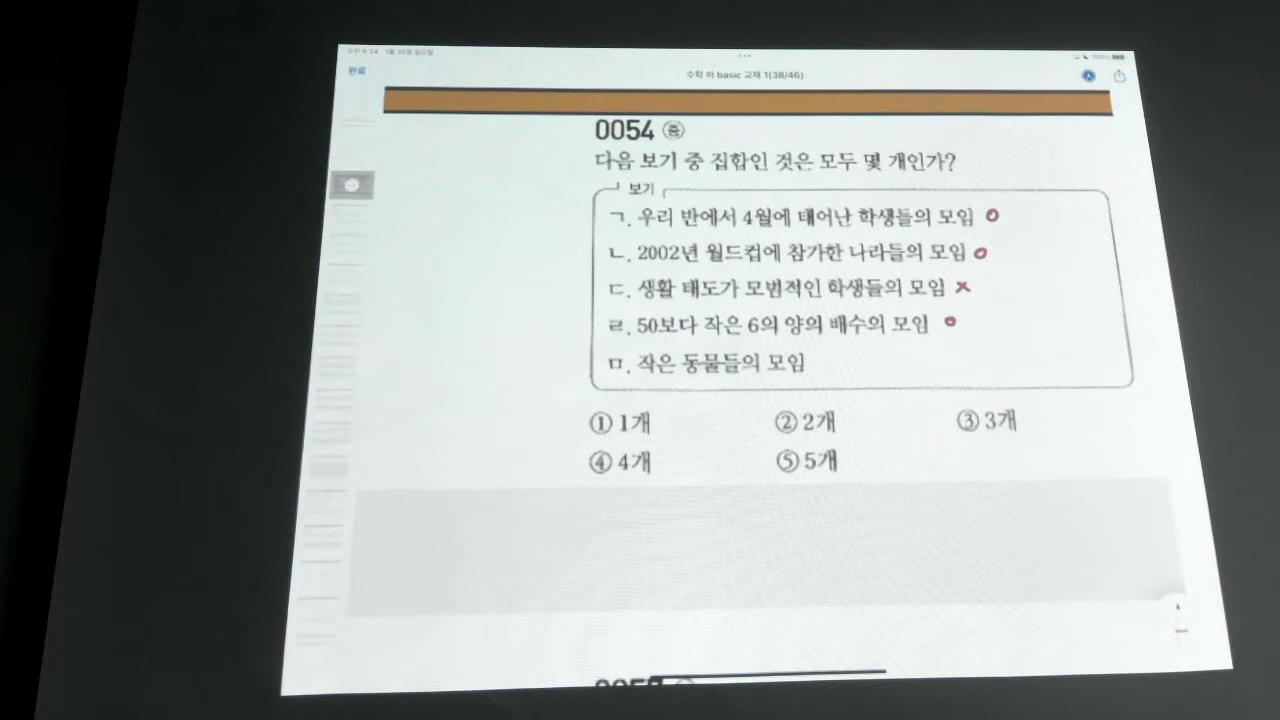 완료
수학 하 basic 교재 1(38/46)
100%
0054 중
다음 보기 중 집합인 것은 모두 몇 개인가?
보기
ㄱ. 우리 반에서 4월에 태어난 학생들의 모임
ㄴ. 2002년 월드컵에 참가한 나라들의 모임
ㄷ. 생활 태도가 모범적인 학생들의 모임
ㄹ. 50보다 작은 6의 양의 배수의 모임
ㅁ. 작은 동물들의 모임
① 1개 ② 2개 ③ 3개
④ 4개 ⑤ 5개